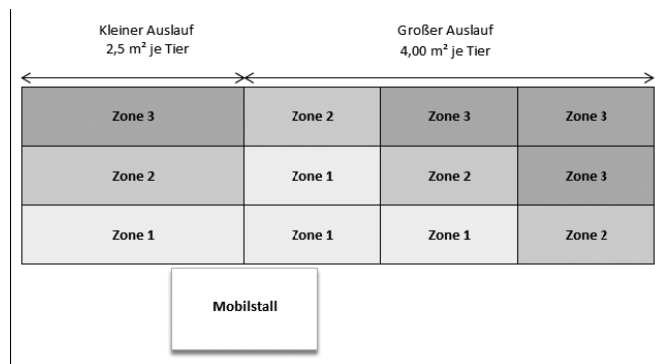 Kleiner Auslauf
2,5 m² je Tier
Großer Auslauf
4,00 m² je Tier
Zone 3
Zone 2
Zone 3
Zone 3
Zone 2
Zone 1
Zone 2
Zone 3
Zone 1
Zone 1
Zone 1
Zone 2
Mobilstall